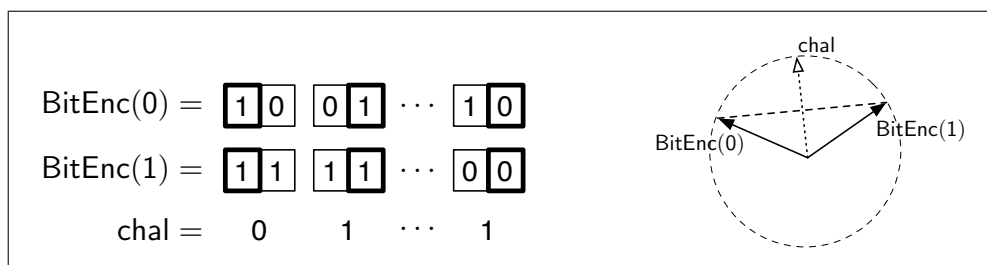 BitEnc(0) = 1 0 0 1 ··· 1 0
BitEnc(1) = 1 1 1 1 ··· 0 0
chal = 0 1 ··· 1
chal
BitEnc(0)
BitEnc(1)